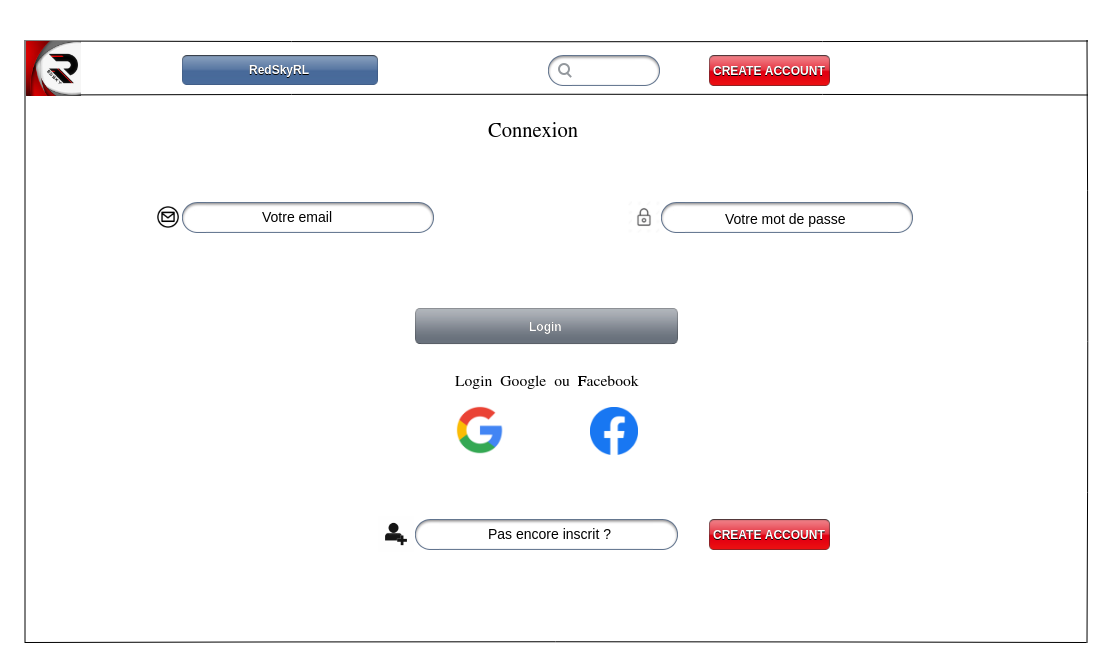 RedSkyRL
CREATE ACCOUNT
Connexion
Votre email
Votre mot de passe
Login
Login Google ou Facebook
Pas encore inscrit ?
CREATE ACCOUNT